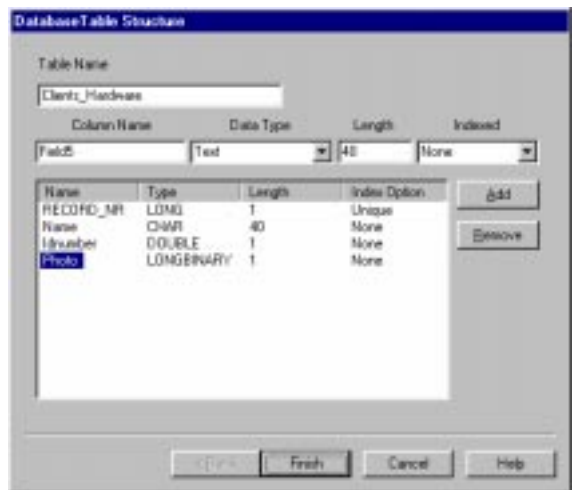 DatabaseTable Structure
Table Name
Clients_Hardware
Column Name Data Type Length Indexed
Field5 Text 40 None
Name Type Length Index Option
RECORD_NR LONG 1 Unique
Name CHAR 40 None
Idnumber DOUBLE 1 None
Photo LONGBINARY 1 None
Add
Remove
< Back Finish Cancel Help